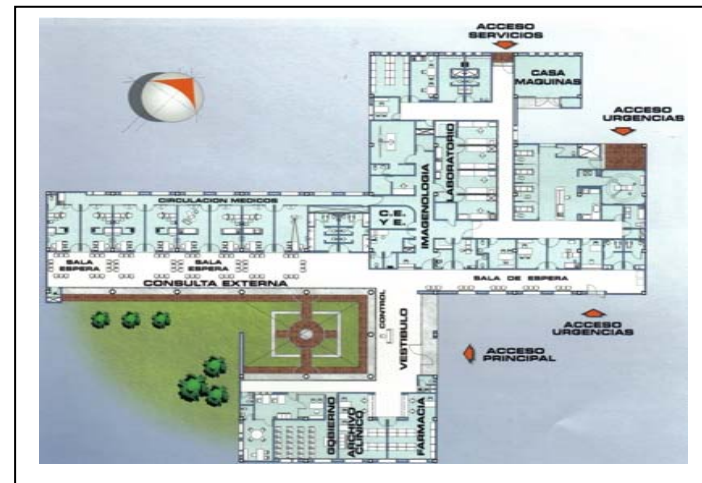 ACCESO
SERVICIOS
CASA
MAQUINAS
ACCESO
URGENCIAS
IMAGENOLOGIA
LABORATORIO
CIRCULACION MEDICOS
C.E.
Y E.
SALA
ESPERA
SALA
ESPERA
SALA DE ESPERA
CONSULTA EXTERNA
CONTROL
VESTIBULO
ACCESO
URGENCIAS
ACCESO
PRINCIPAL
GOBIERNO
ARCHIVO
CLINICO
FARMACIA